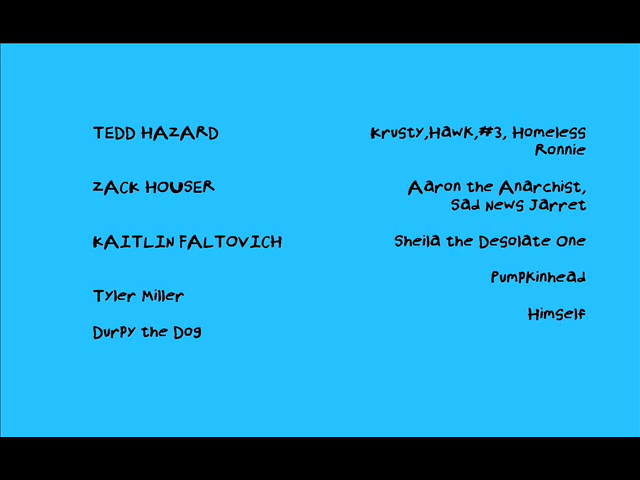 TEDD HAZARD
Krusty,Hawk,#3, Homeless
Ronnie
ZACK HOUSER
Aaron the Anarchist,
Sad News Jarret
KAITLIN FALTOVICH
Sheila the Desolate One
Pumpkinhead
Tyler Miller
Himself
Durpy the Dog